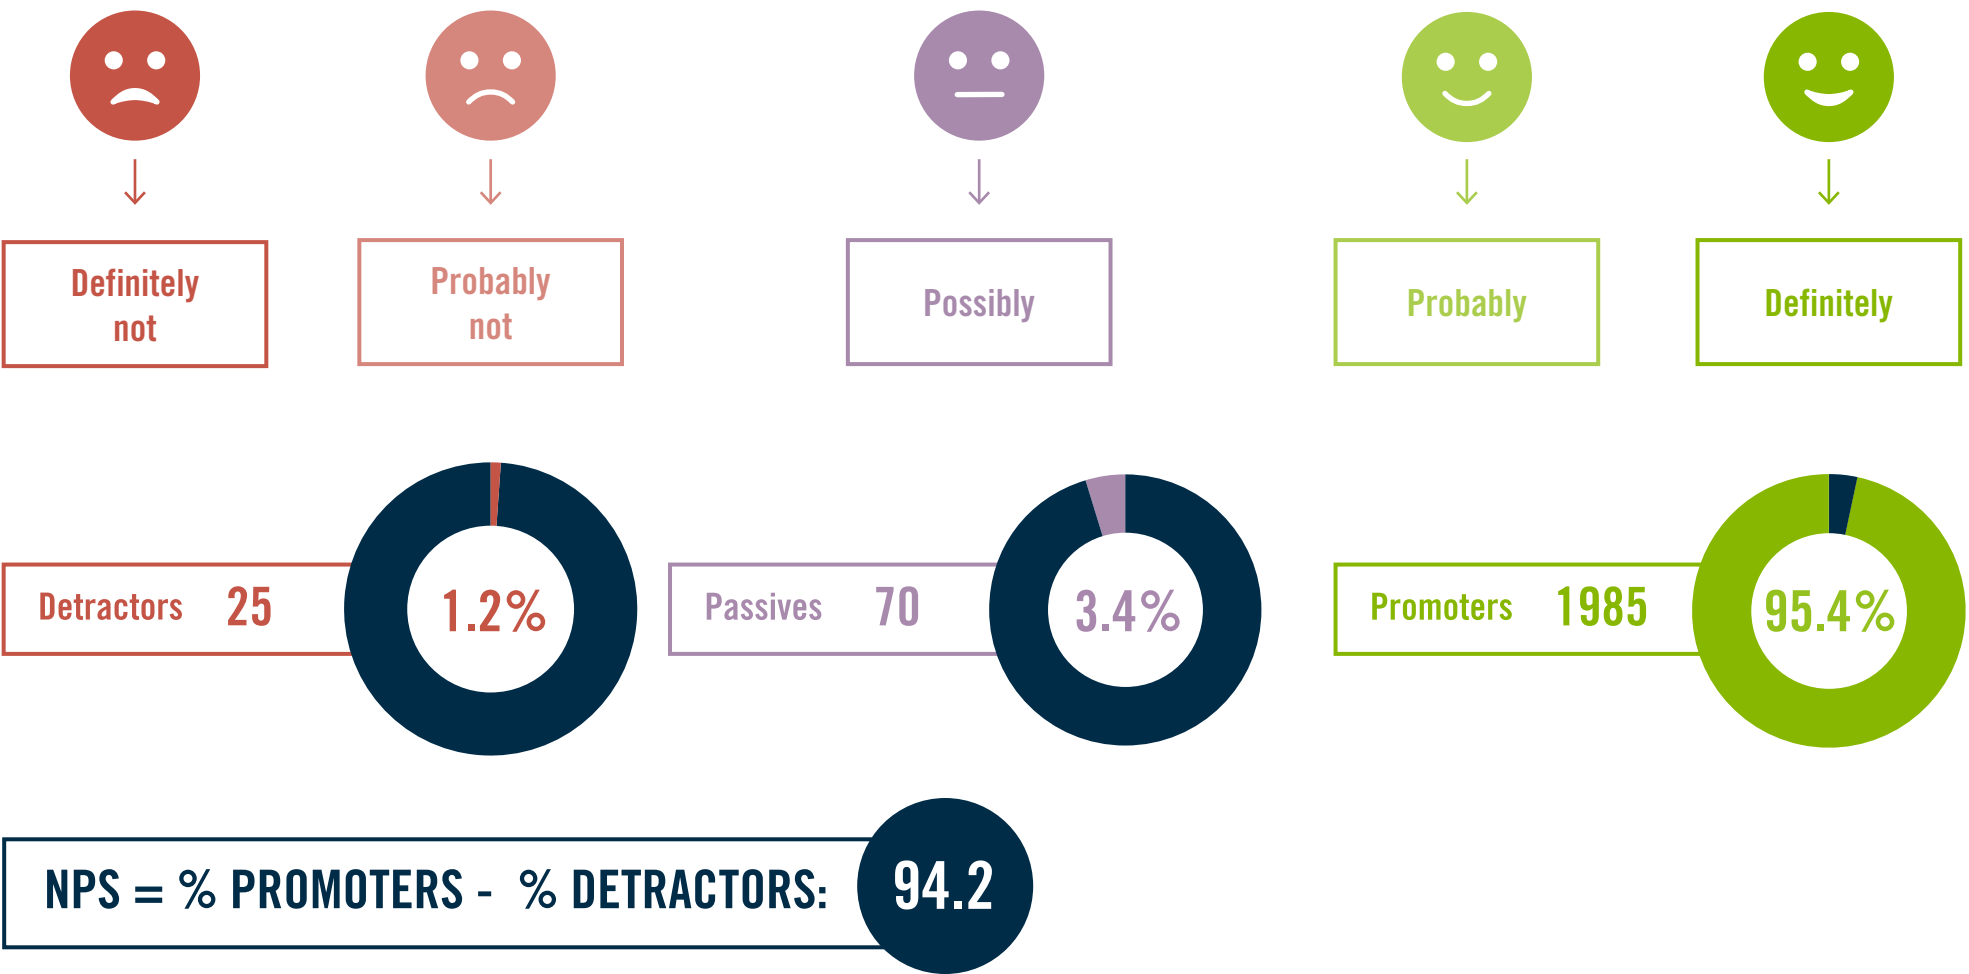 Definitely
not
Probably
not
Possibly
Probably
Definitely
Detractors 25
1.2%
Passives 70
3.4%
Promoters 1985
95.4%
NPS = % PROMOTERS - % DETRACTORS: 94.2